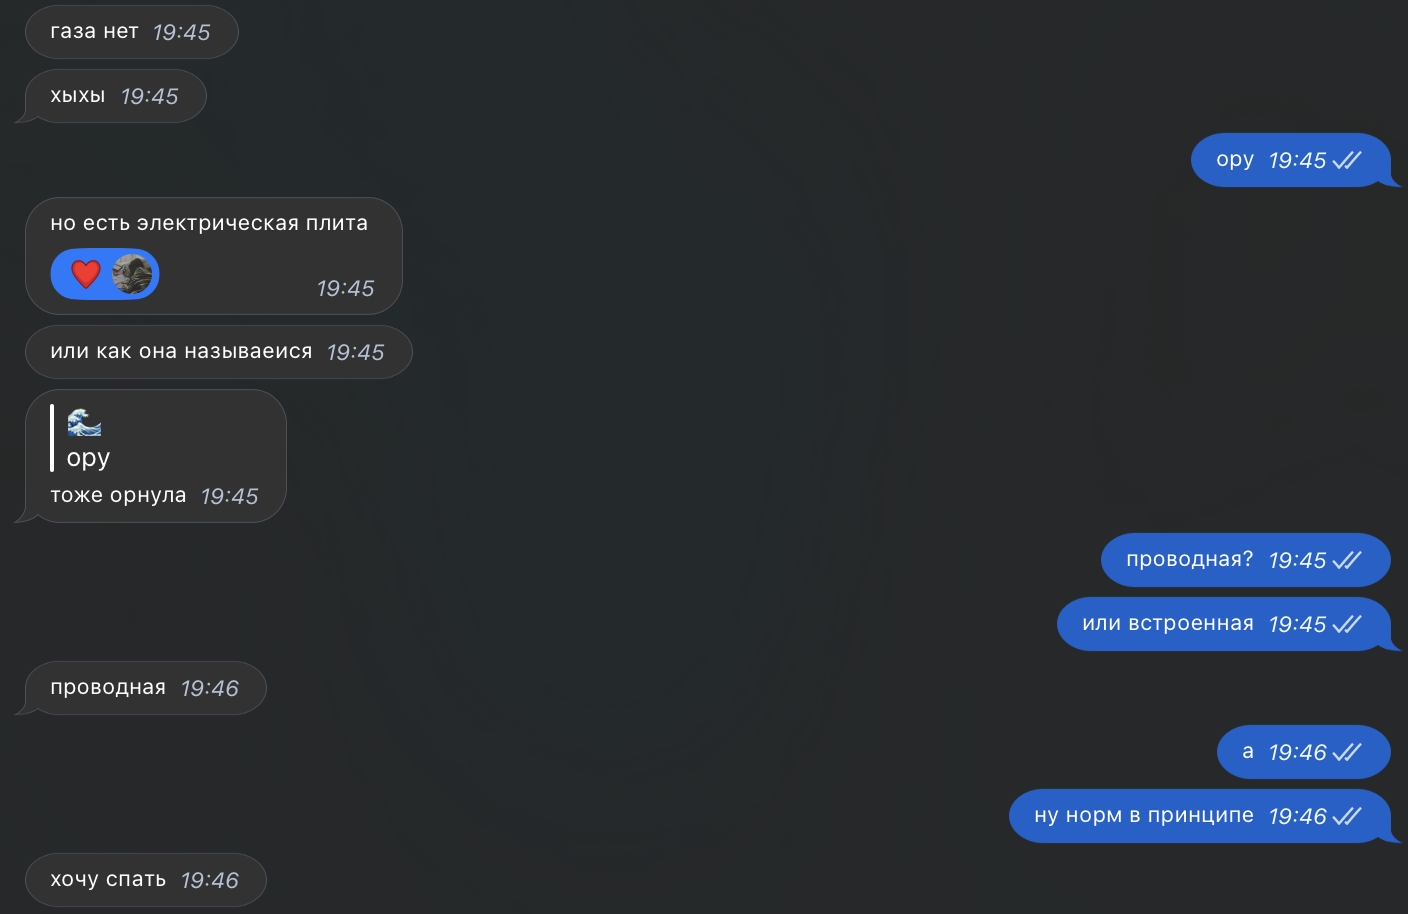 газа нет 19:45
хыхы 19:45
ору 19:45
но есть электрическая плита
❤️ 19:45
или как она называеися 19:45
🌊
ору
тоже орнула 19:45
проводная? 19:45
или встроенная 19:45
проводная 19:46
а 19:46
ну норм в принципе 19:46
хочу спать 19:46